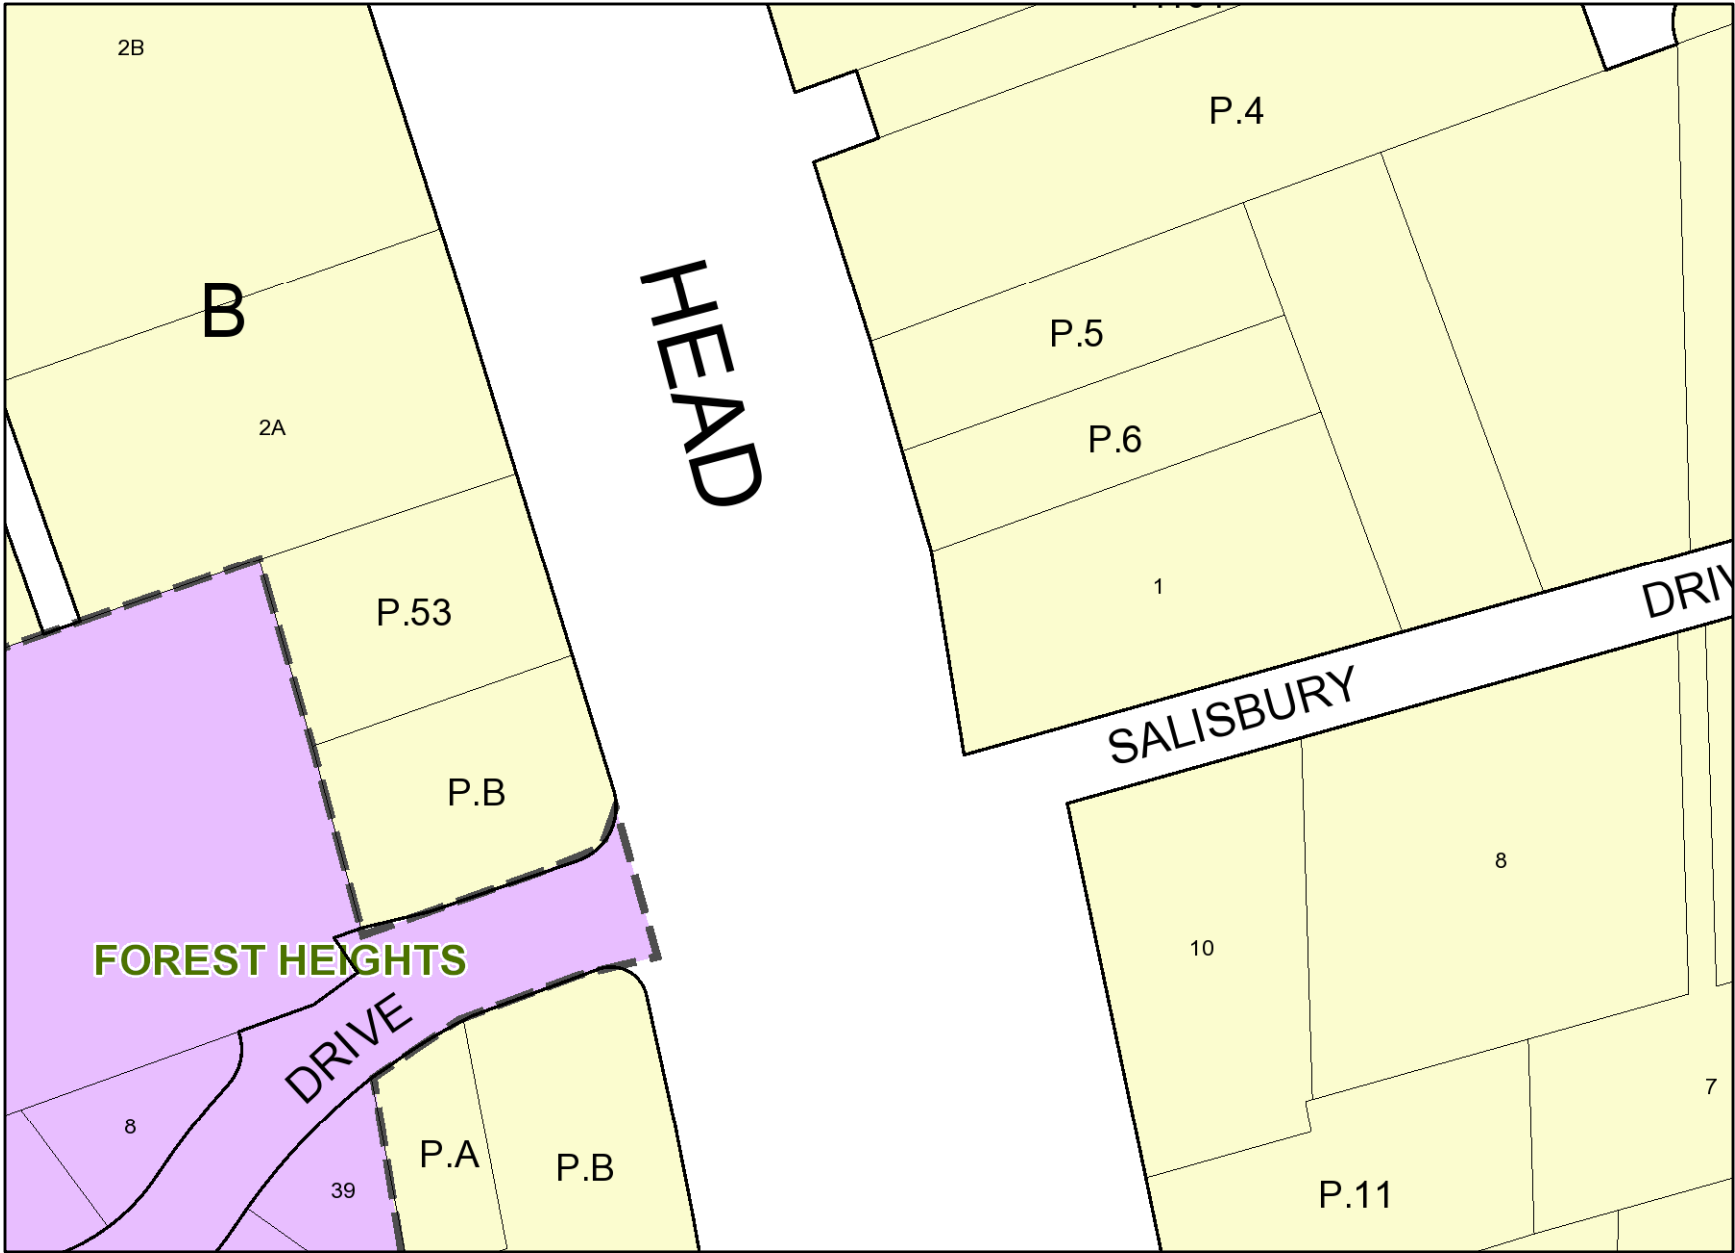 2B
P.4
B
HEAD
P.5
2A
P.6
1
P.53
DRIV
SALISBURY
P.B
8
10
FOREST HEIGHTS
DRIVE
7
8
P.A
P.B
39
P.11